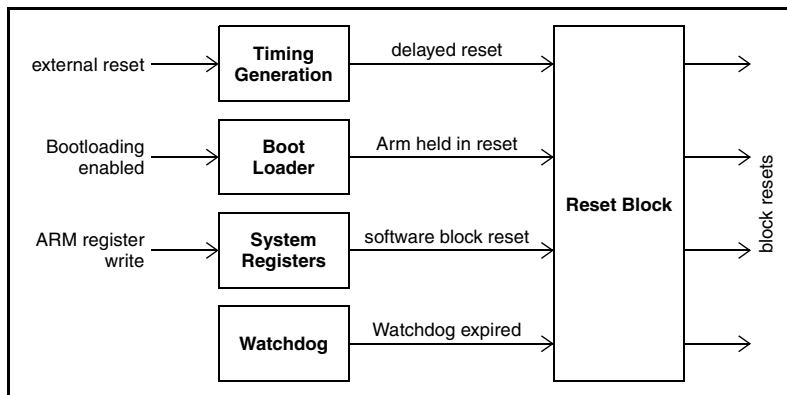 external reset
Timing
Generation
delayed reset
Bootloading
enabled
Boot
Loader
Arm held in reset
ARM register
write
System
Registers
software block reset
Watchdog
Watchdog expired
Reset Block
block resets